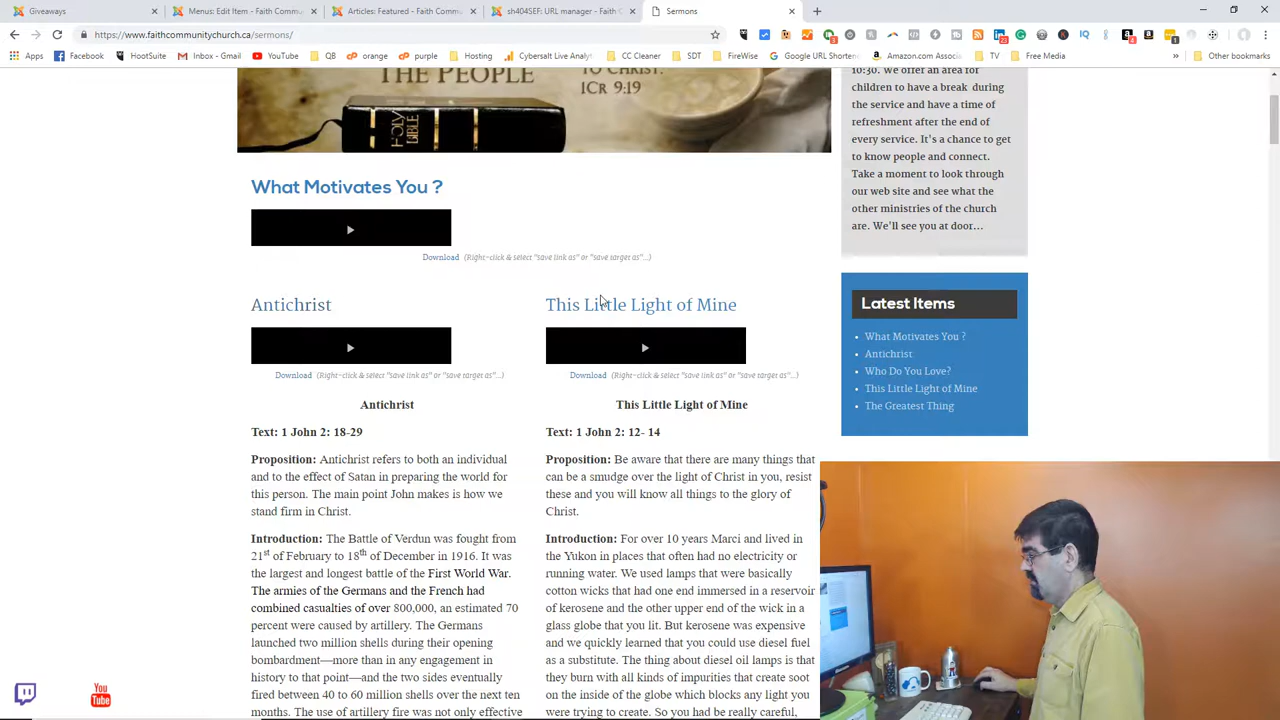 Giveaways
Menus: Edit Item - Faith Commu
Articles: Featured - Faith Commu
sh404SEF: URL manager - Faith C
Sermons
https://www.faithcommunitychurch.ca/sermons/
Apps
HootSuite
Inbox - Gmail
YouTube
QB
orange
purple
Hosting
Cybersalt Live Analy
CC Cleaner
SDT
FireWise
Google URL Shorten
Amazon.com Associ
TV
Free Media
»
Other bookmarks
THE PEOPLE
TO CHRIST.
1Cr 9:19
HOLY BIBLE
What Motivates You ?
Download (Right-click & select "save link as" or "save target as"...)
Antichrist
Download (Right-click & select "save link as" or "save target as"...)
Antichrist
Text: 1 John 2: 18-29
Proposition: Antichrist refers to both an individual
and to the effect of Satan in preparing the world for
this person. The main point John makes is how we
stand firm in Christ.
Introduction: The Battle of Verdun was fought from
21st of February to 18th of December in 1916. It was
the largest and longest battle of the First World War.
The armies of the Germans and the French had
combined casualties of over 800,000, an estimated 70
percent were caused by artillery. The Germans
launched two million shells during their opening
bombardment—more than in any engagement in
history to that point—and the two sides eventually
fired between 40 to 60 million shells over the next ten
months. The use of artillery fire was not only effective
This Little Light of Mine
Download (Right-click & select "save link as" or "save target as"...)
This Little Light of Mine
Text: 1 John 2: 12- 14
Proposition: Be aware that there are many things that
can be a smudge over the light of Christ in you, resist
these and you will know all things to the glory of
Christ.
Introduction: For over 10 years Marci and lived in
the Yukon in places that often had no electricity or
running water. We used lamps that were basically
cotton wicks that had one end immersed in a reservoir
of kerosene and the other upper end of the wick in a
glass globe that you lit. But kerosene was expensive
and we quickly learned that you could use diesel fuel
as a substitute. The thing about diesel oil lamps is that
they burn with all kinds of impurities that create soot
on the inside of the globe which blocks any light you
were trying to create. So you had be really careful,
10:30. We offer an area for
children to have a break during
the service and have a time of
refreshment after the end of
every service. It's a chance to
get to know people and connect.
Take a moment to look through
our web site and see what the
other ministries of the church
are. We'll see you at door...
Latest Items
What Motivates You ?
Antichrist
Who Do You Love?
This Little Light of Mine
The Greatest Thing
You
Tube